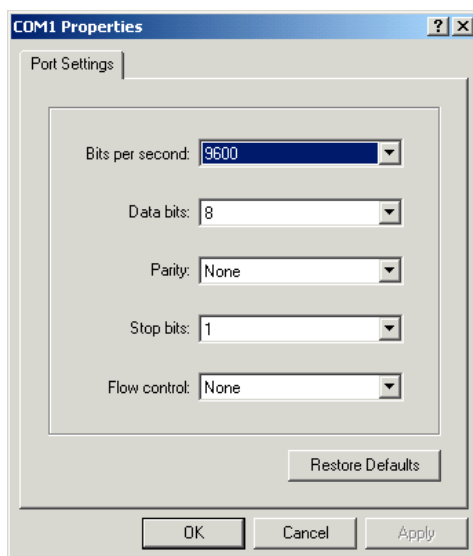 COM1 Properties
Port Settings
Bits per second: 9600
Data bits: 8
Parity: None
Stop bits: 1
Flow control: None
Restore Defaults
OK Cancel Apply